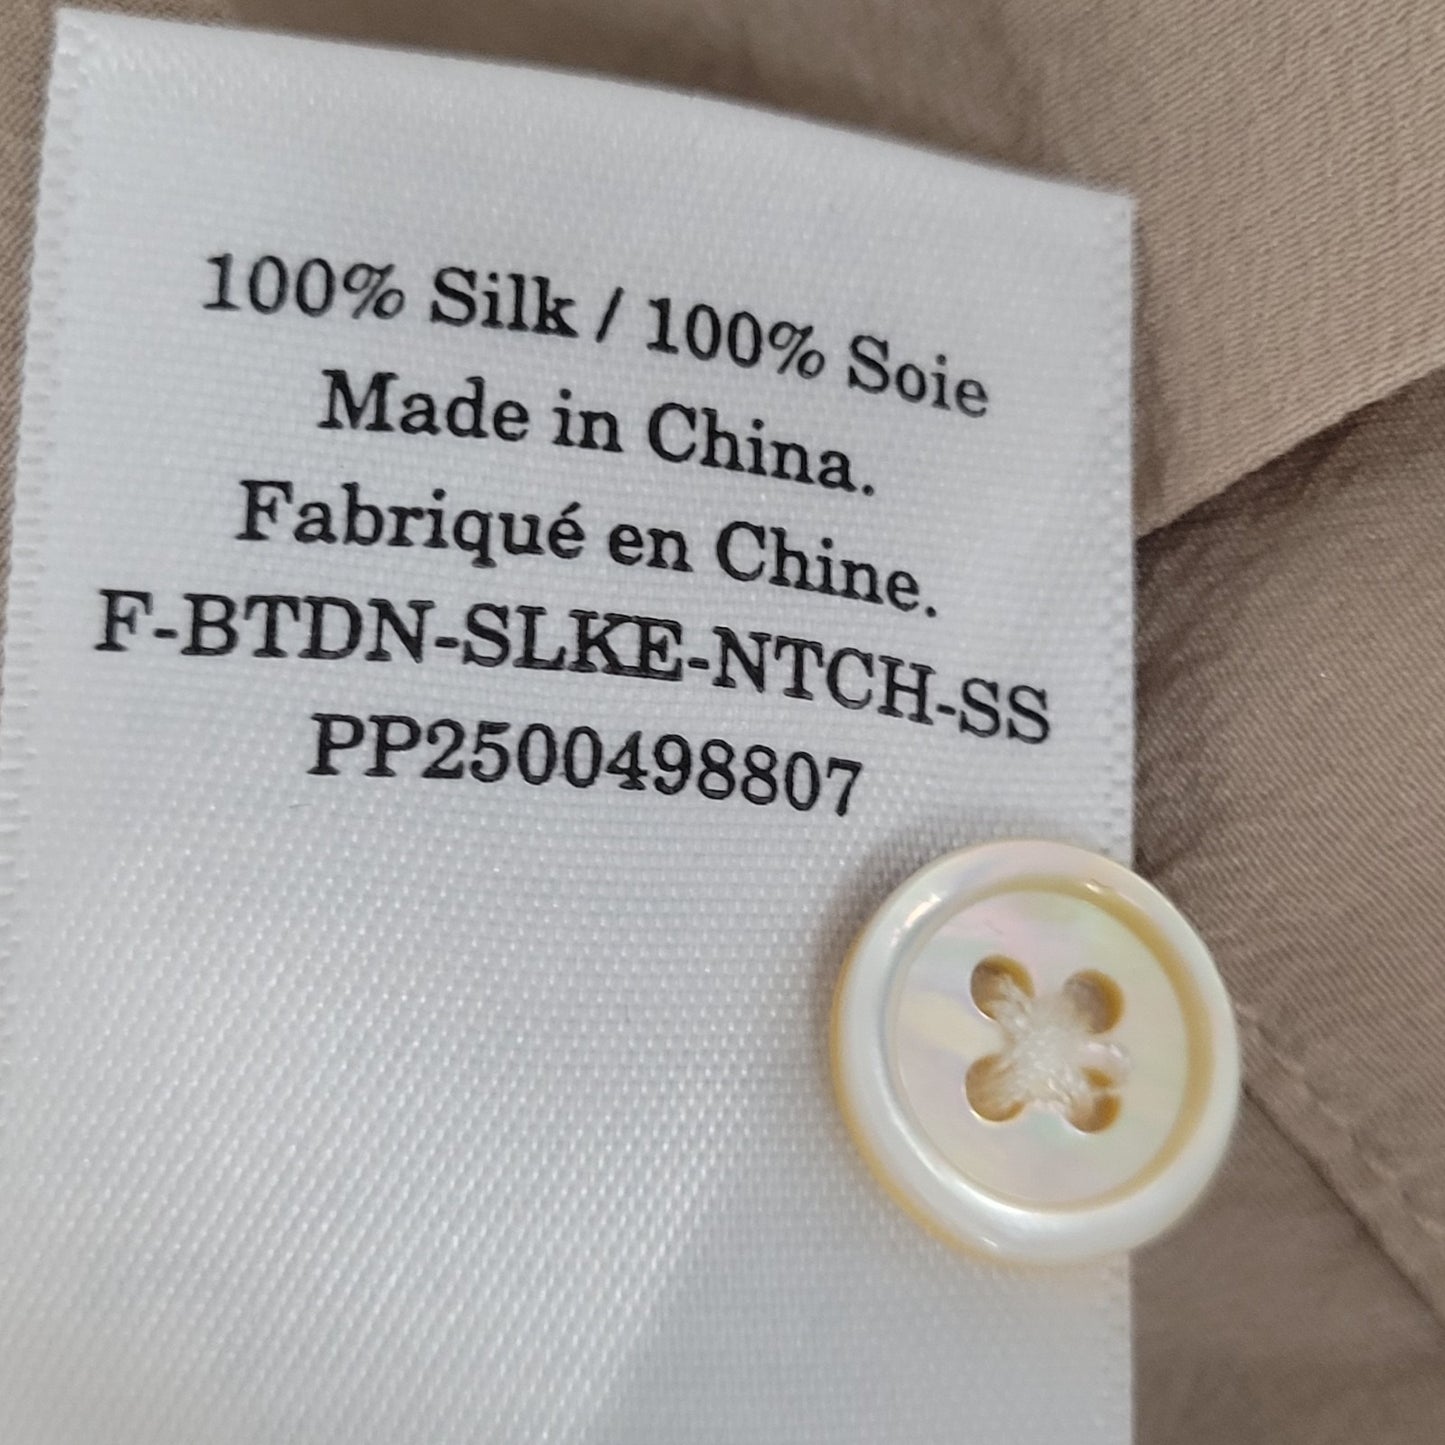 100% Silk / 100% Soie
Made in China.
Fabriqué en Chine.
F-BTDN-SLKE-NTCH-SS
PP2500498807